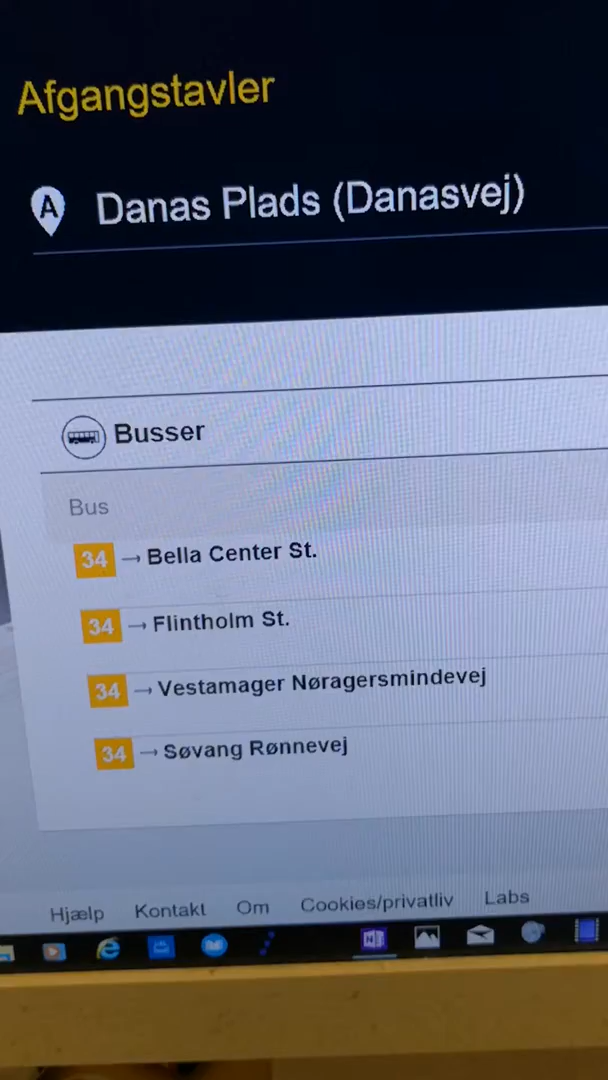 Afgangstavler
A Danas Plads (Danasvej)
Busser
Bus
34 → Bella Center St.
34 → Flintholm St.
34 → Vestamager Nøragersmindevej
34 → Søvang Rønnevej
Hjælp Kontakt Om Cookies/privatliv Labs